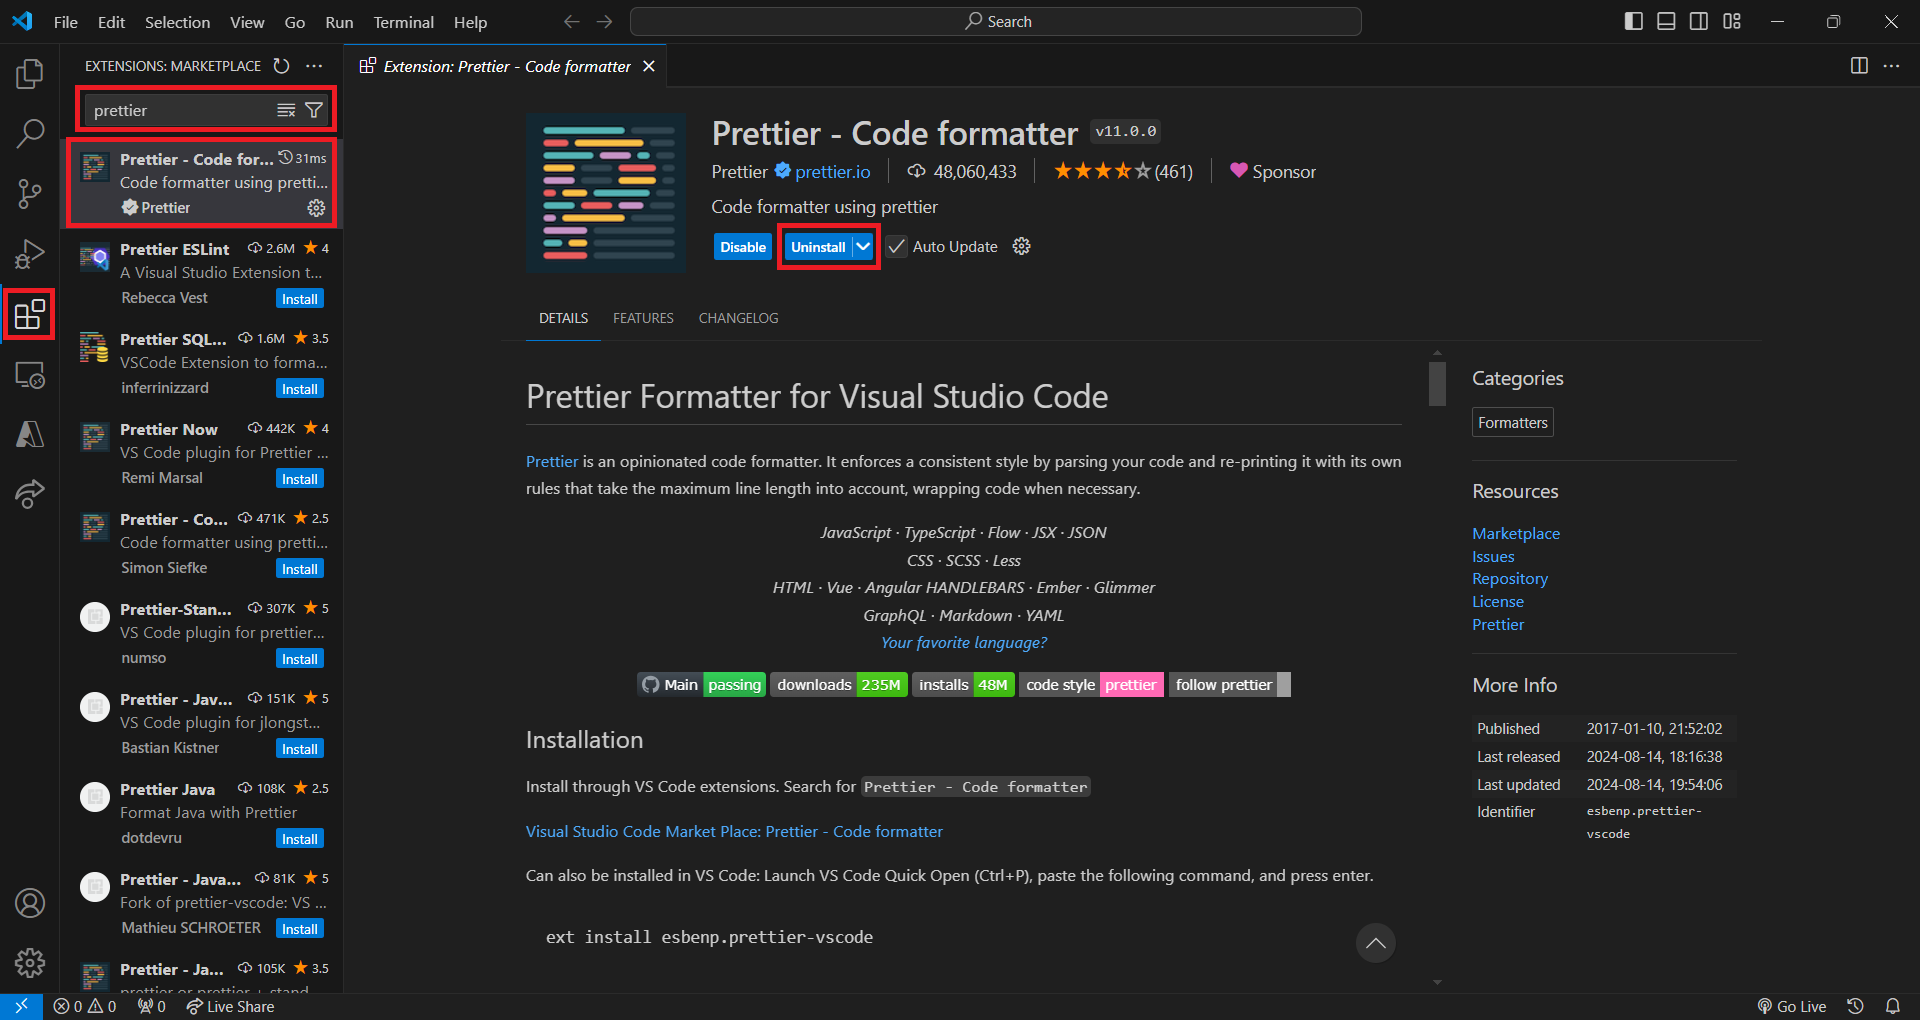 File Edit Selection View Go Run Terminal Help
Search
EXTENSIONS: MARKETPLACE
prettier
Prettier - Code for... 31ms
Code formatter using pretti...
Prettier
Prettier ESLint 2.6M 4
A Visual Studio Extension t...
Rebecca Vest Install
Prettier SQL... 1.6M 3.5
VSCode Extension to forma...
inferrinizzard Install
Prettier Now 442K 4
VS Code plugin for Prettier ...
Remi Marsal Install
Prettier - Co... 471K 2.5
Code formatter using pretti...
Simon Siefke Install
Prettier-Stan... 307K 5
VS Code plugin for prettier...
numso Install
Prettier - Jav... 151K 5
VS Code plugin for jlongst...
Bastian Kistner Install
Prettier Java 108K 2.5
Format Java with Prettier
dotdevru Install
Prettier - Java... 81K 5
Fork of prettier-vscode: VS ...
Mathieu SCHROETER Install
Prettier - Ja... 105K 3.5
prettier or prettier + stand
Extension: Prettier - Code formatter
Prettier - Code formatter v11.0.0
Prettier prettier.io 48,060,433 (461) Sponsor
Code formatter using prettier
Disable Uninstall Auto Update
DETAILS FEATURES CHANGELOG
Prettier Formatter for Visual Studio Code
Prettier is an opinionated code formatter. It enforces a consistent style by parsing your code and re-printing it with its own
rules that take the maximum line length into account, wrapping code when necessary.
JavaScript · TypeScript · Flow · JSX · JSON
CSS · SCSS · Less
HTML · Vue · Angular HANDLEBARS · Ember · Glimmer
GraphQL · Markdown · YAML
Your favorite language?
Main passing downloads 235M installs 48M code style prettier follow prettier
Installation
Install through VS Code extensions. Search for Prettier - Code formatter
Visual Studio Code Market Place: Prettier - Code formatter
Can also be installed in VS Code: Launch VS Code Quick Open (Ctrl+P), paste the following command, and press enter.
ext install esbenp.prettier-vscode
Categories
Formatters
Resources
Marketplace
Issues
Repository
License
Prettier
More Info
Published 2017-01-10, 21:52:02
Last released 2024-08-14, 18:16:38
Last updated 2024-08-14, 19:54:06
Identifier esbenp.prettier-
vscode
0 0 0 Live Share Go Live